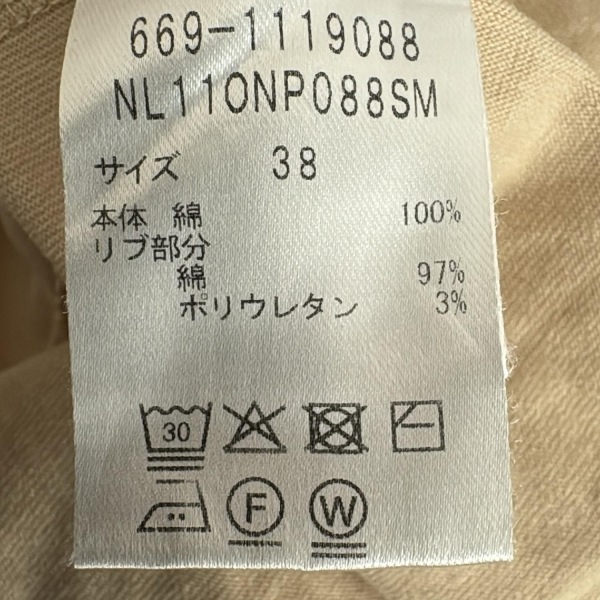 669-1119088
NL110NP088SM
サイズ 38
本体 綿 100%
リブ部分
綿 97%
ポリウレタン 3%
30
F W